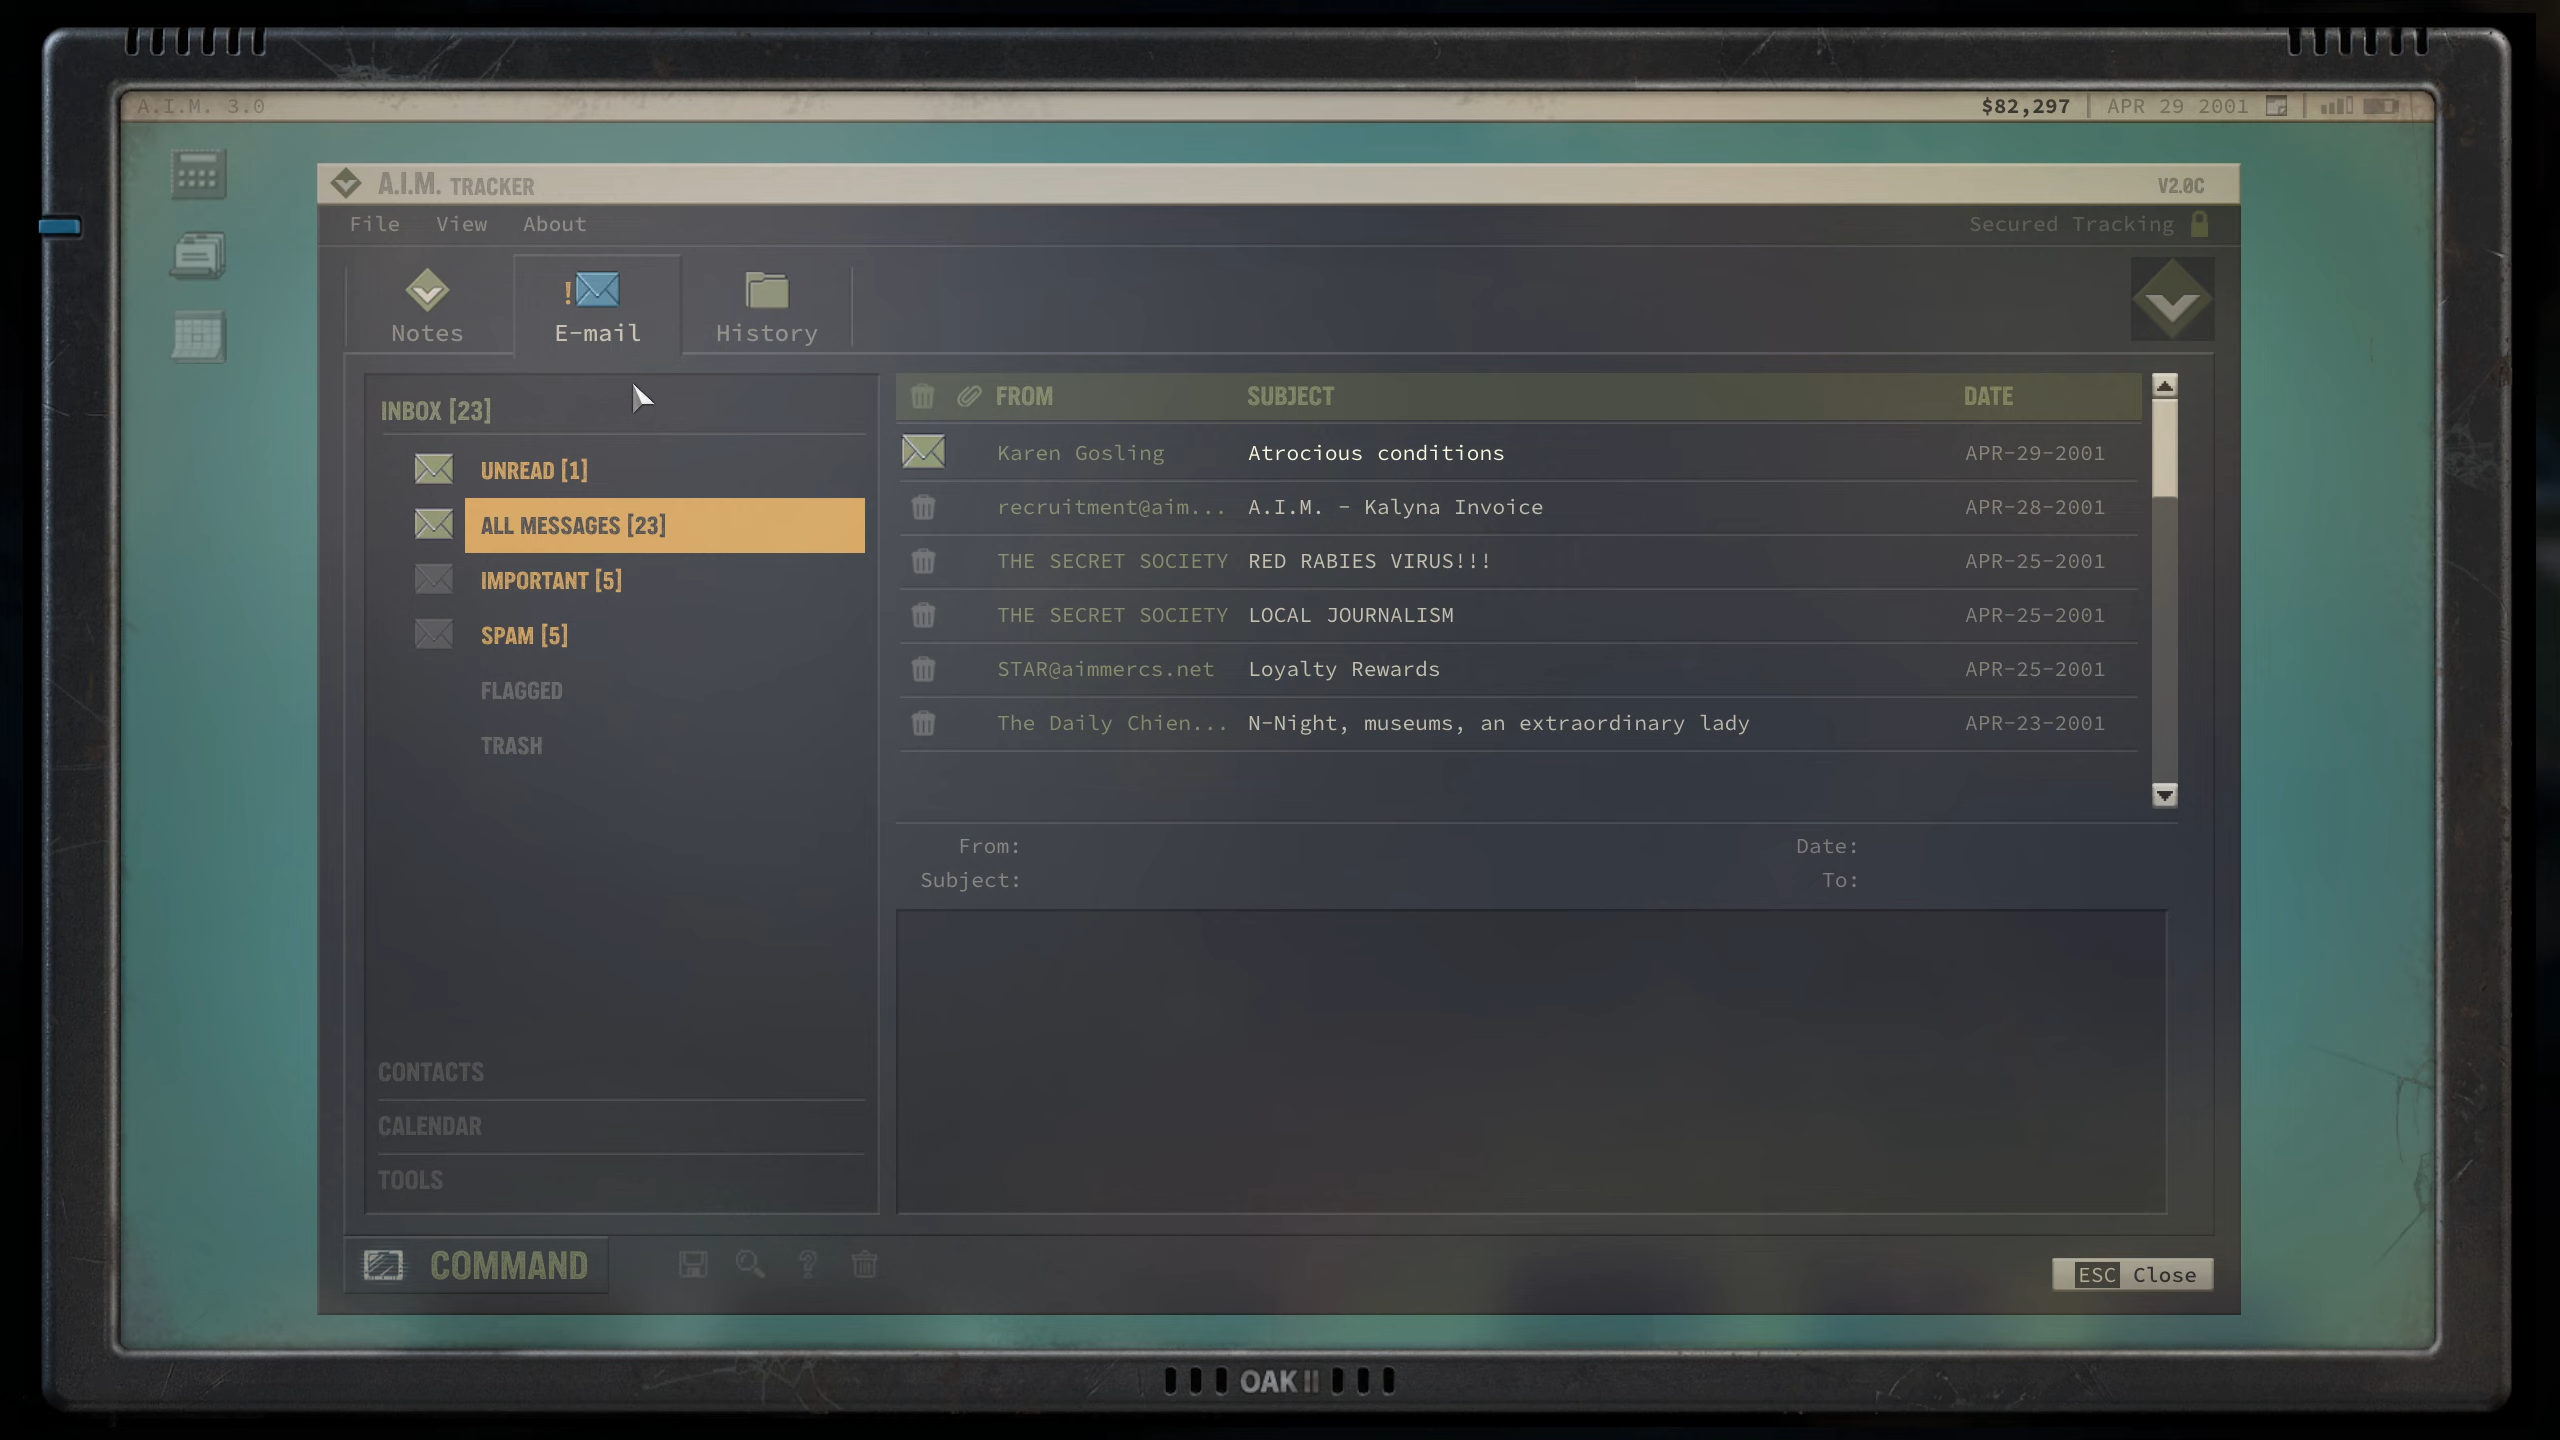 A.I.M. 3.0
$82,297 | APR 29 2001
A.I.M. TRACKER
V2.0C
File View About
Secured Tracking
Notes
! E-mail
History
INBOX [23]
UNREAD [1]
ALL MESSAGES [23]
IMPORTANT [5]
SPAM [5]
FLAGGED
TRASH
CONTACTS
CALENDAR
TOOLS
FROM SUBJECT DATE
Karen Gosling Atrocious conditions APR-29-2001
recruitment@aim... A.I.M. - Kalyna Invoice APR-28-2001
THE SECRET SOCIETY RED RABIES VIRUS!!! APR-25-2001
THE SECRET SOCIETY LOCAL JOURNALISM APR-25-2001
STAR@aimmercs.net Loyalty Rewards APR-25-2001
The Daily Chien... N-Night, museums, an extraordinary lady APR-23-2001
From: Date:
Subject: To:
COMMAND
?
ESC Close
OAK II